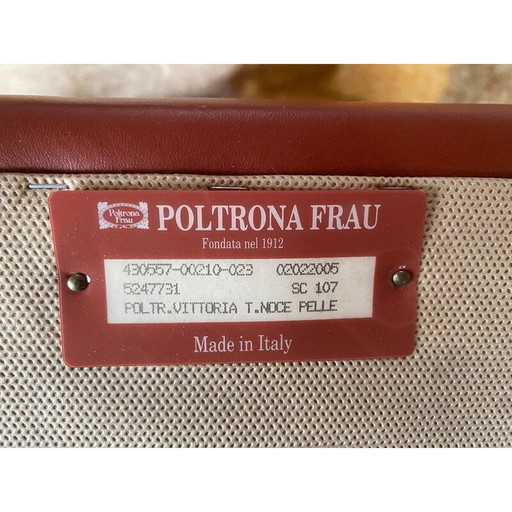 Poltrona
Frau
POLTRONA FRAU
Fondata nel 1912
430557-00210-023 02022005
5247731 SC 107
POLTR.VITTORIA T.NOCE PELLE
Made in Italy